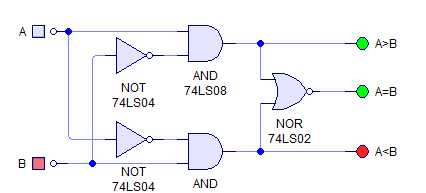 A
A>B
NOT
74LS04
AND
74LS08
A=B
NOR
74LS02
B
A<B
NOT
74LS04
AND